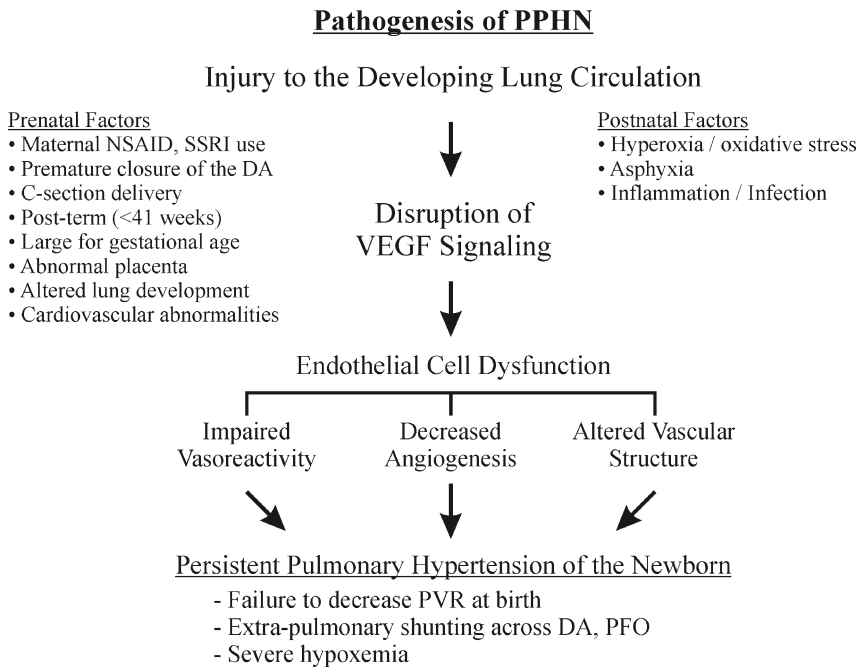 Pathogenesis of PPHN
Injury to the Developing Lung Circulation
Prenatal Factors
• Maternal NSAID, SSRI use
• Premature closure of the DA
• C-section delivery
• Post-term (<41 weeks)
• Large for gestational age
• Abnormal placenta
• Altered lung development
• Cardiovascular abnormalities
Postnatal Factors
• Hyperoxia / oxidative stress
• Asphyxia
• Inflammation / Infection
Disruption of
VEGF Signaling
Endothelial Cell Dysfunction
Impaired
Vasoreactivity
Decreased
Angiogenesis
Altered Vascular
Structure
Persistent Pulmonary Hypertension of the Newborn
- Failure to decrease PVR at birth
- Extra-pulmonary shunting across DA, PFO
- Severe hypoxemia